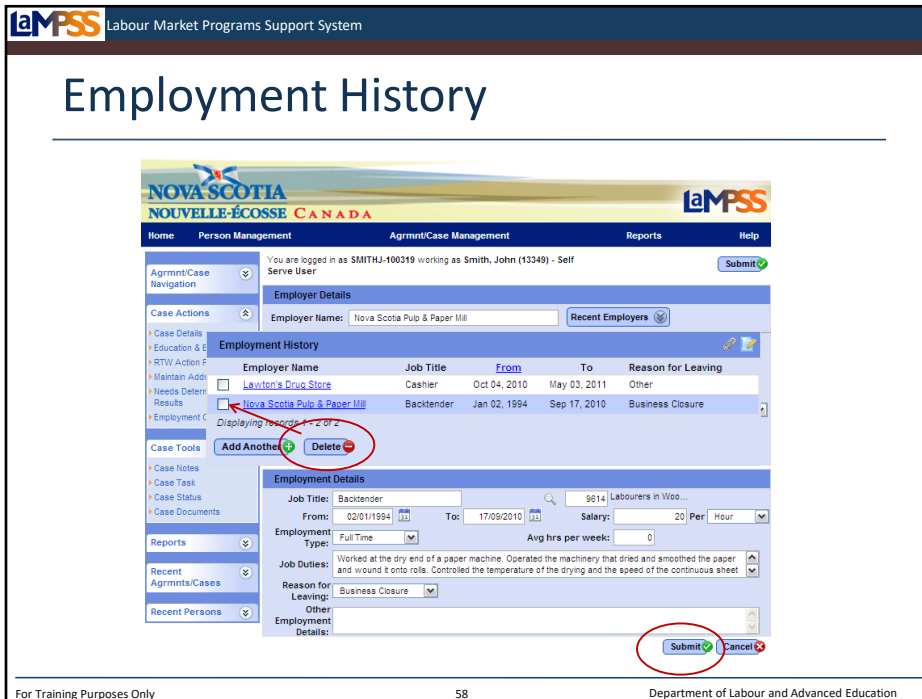 LaMPSS Labour Market Programs Support System
Employment History
NOVA SCOTIA
NOUVELLE-ÉCOSSE CANADA
LaMPSS
Home Person Management Agrmnt/Case Management Reports Help
You are logged in as SMITHJ-100319 working as Smith, John (13349) - Self
Serve User
Submit
Agrmnt/Case
Navigation
Employer Details
Employer Name: Nova Scotia Pulp & Paper Mill Recent Employers
Case Actions
Case Details
Education & E
RTW Action P
Maintain Addr
Needs Determ
Results
Employment
Employment History
Employer Name Job Title From To Reason for Leaving
Lawton's Drug Store Cashier Oct 04, 2010 May 03, 2011 Other
Nova Scotia Pulp & Paper Mill Backtender Jan 02, 1994 Sep 17, 2010 Business Closure
Displaying records 1 - 2 of 2
Add Another Delete
Case Tools
Case Notes
Case Task
Case Status
Case Documents
Reports
Recent
Agrmnts/Cases
Recent Persons
Employment Details
Job Title: Backtender 9614 Labourers in Woo...
From: 02/01/1994 To: 17/09/2010 Salary: 20 Per Hour
Employment
Type: Full Time Avg hrs per week: 0
Job Duties: Worked at the dry end of a paper machine. Operated the machinery that dried and smoothed the paper
and wound it onto rolls. Controlled the temperature of the drying and the speed of the continuous sheet
Reason for
Leaving: Business Closure
Other
Employment
Details:
Submit Cancel
For Training Purposes Only 58 Department of Labour and Advanced Education